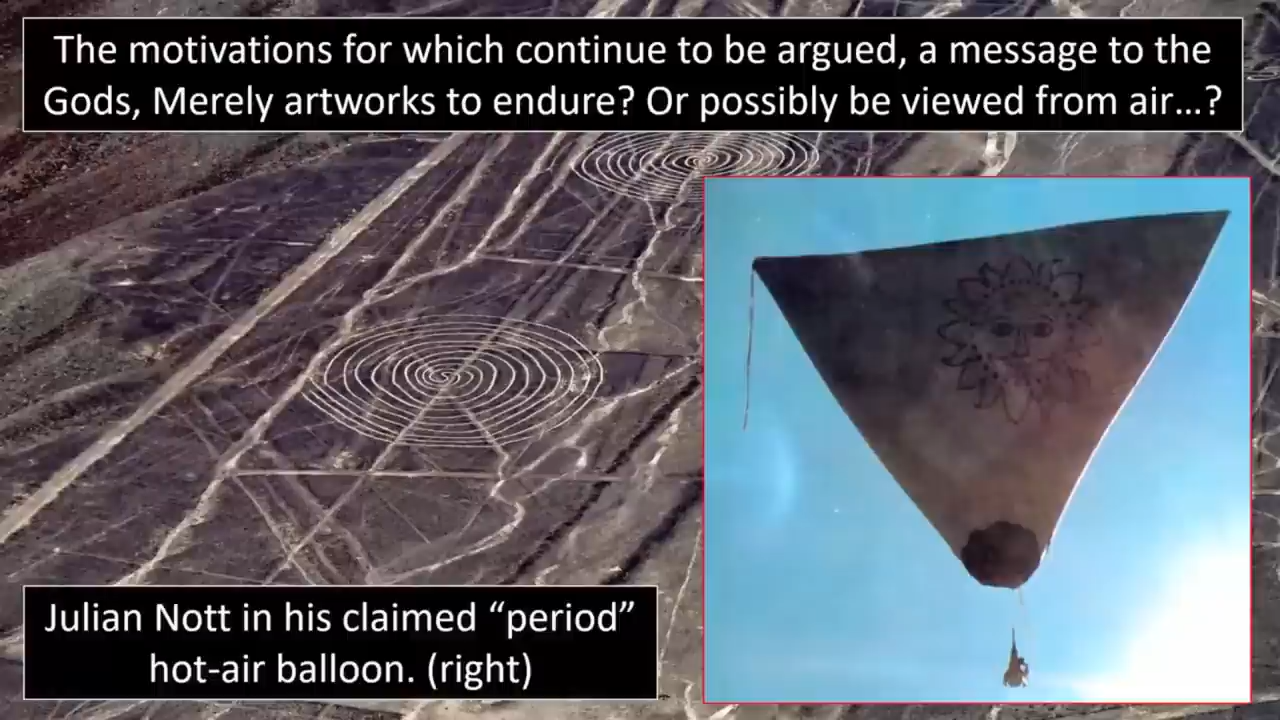 The motivations for which continue to be argued, a message to the
Gods, Merely artworks to endure? Or possibly be viewed from air...?
Julian Nott in his claimed “period”
hot-air balloon. (right)